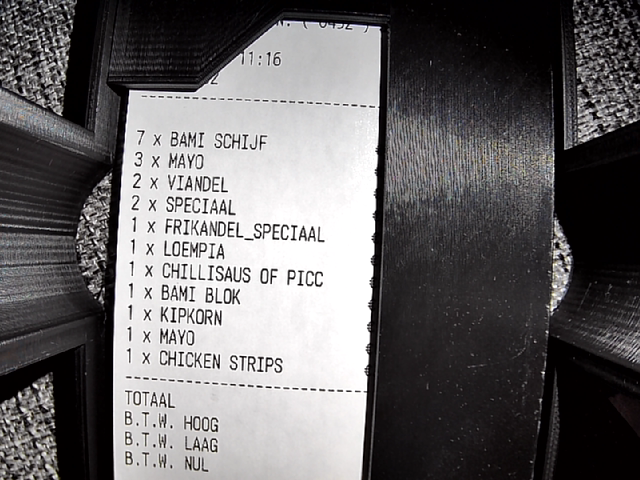 11:16
2
7 x BAMI SCHIJF
3 x MAYO
2 x VIANDEL
2 x SPECIAAL
1 x FRIKANDEL_SPECIAAL
1 x LOEMPIA
1 x CHILLISAUS OF PICC
1 x BAMI BLOK
1 x KIPKORN
1 x MAYO
1 x CHICKEN STRIPS
TOTAAL
B.T.W. HOOG
B.T.W. LAAG
B.T.W. NUL